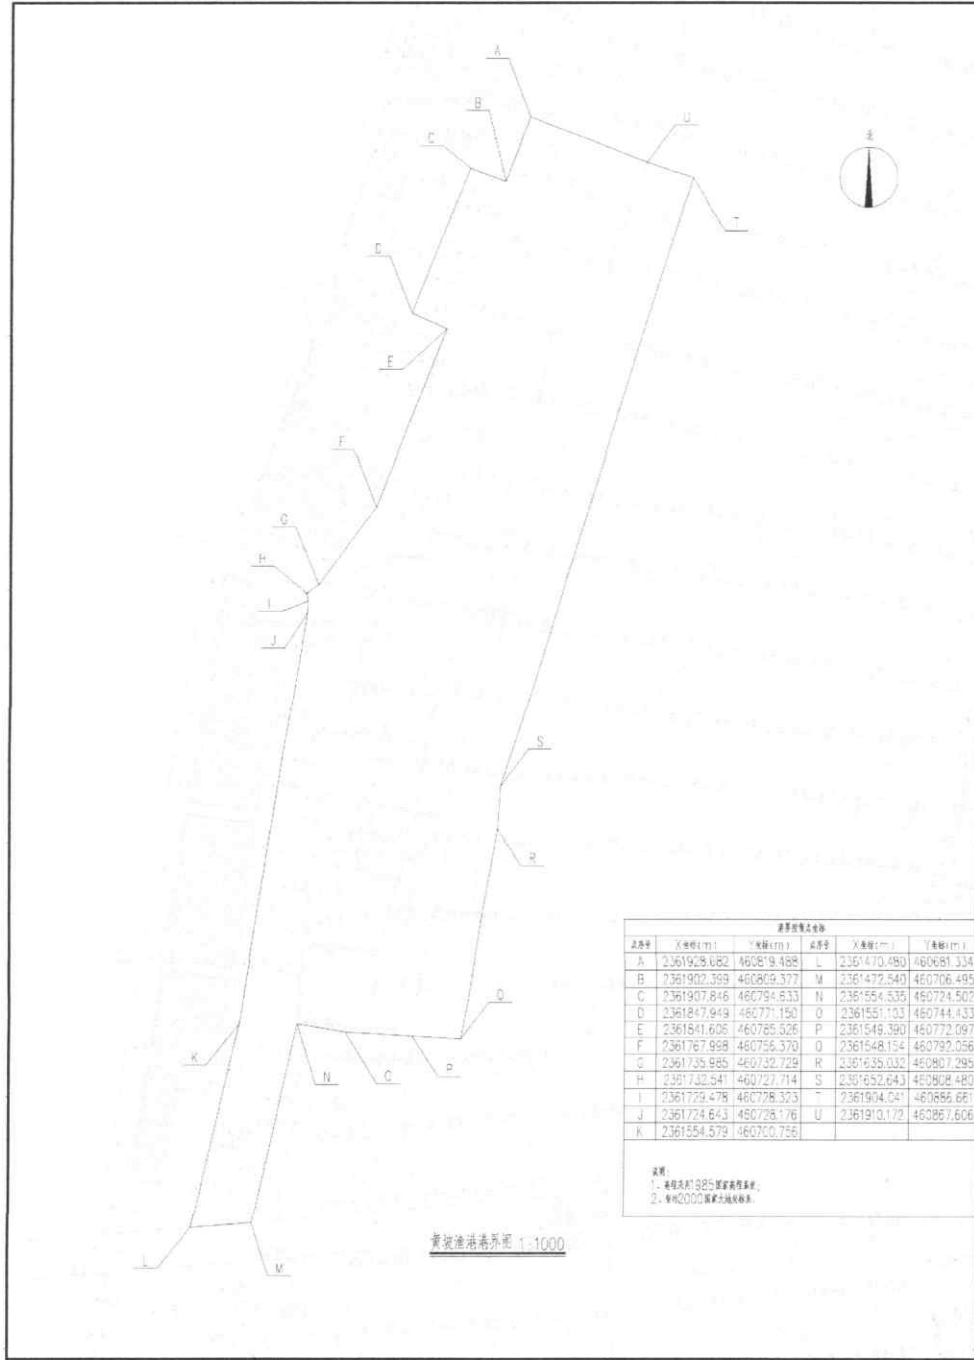 A
B
C
U
北
T
D
E
F
G
H
I
J
S
R
K
N
O
P
Q
L
M
港界控制点坐标
点序号 X坐标(m) Y坐标(m) 点序号 X坐标(m) Y坐标(m)
A 2361928.682 460819.488 L 2361470.480 460681.334
B 2361902.399 460809.377 M 2361472.540 460706.495
C 2361907.846 460794.633 N 2361554.535 460724.502
D 2361847.949 460771.150 O 2361551.103 460744.433
E 2361841.606 460785.526 P 2361549.390 460772.097
F 2361767.998 460756.370 Q 2361548.154 460792.056
G 2361735.985 460732.729 R 2361635.032 460807.295
H 2361732.541 460727.714 S 2361652.643 460808.480
I 2361729.478 460728.323 T 2361904.041 460886.661
J 2361724.643 460728.176 U 2361910.172 460867.606
K 2361554.579 460700.756
说明:
1、高程采用1985国家高程基准;
2、坐标2000国家大地坐标系.
黄坡渔港港界图 1:1000